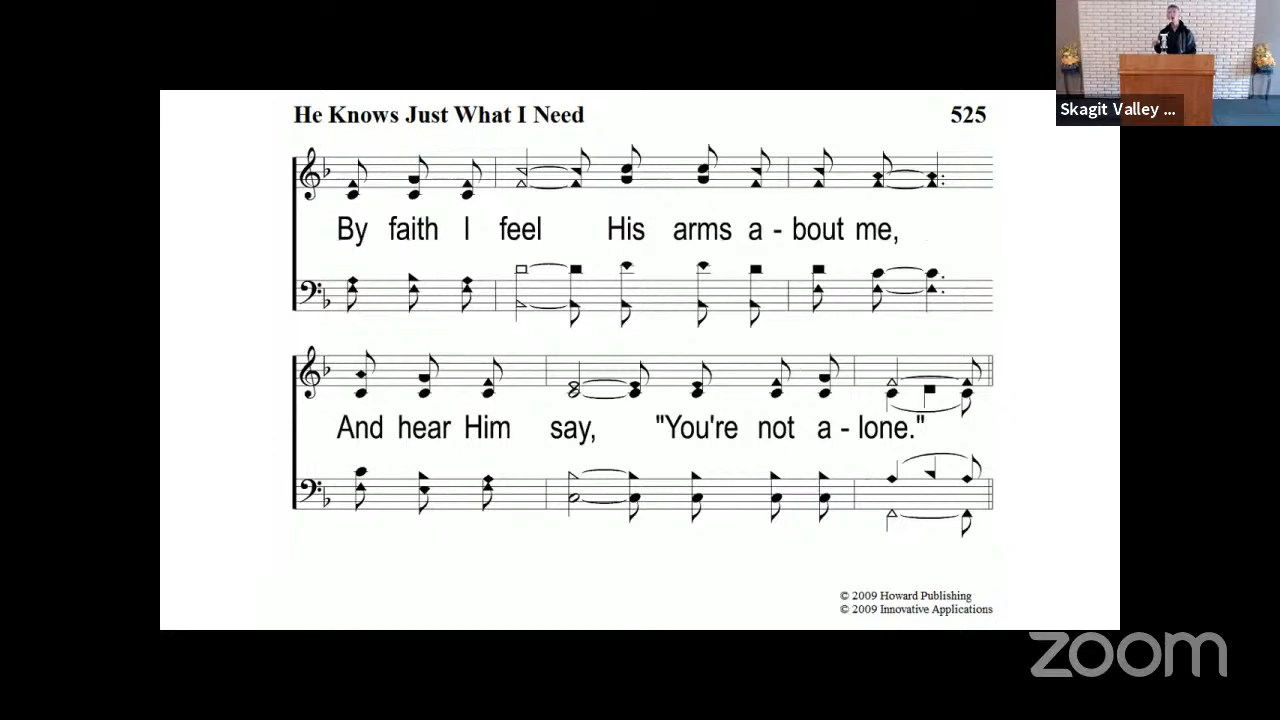 He Knows Just What I Need 525
Skagit Valley ...
By faith I feel His arms a - bout me,
And hear Him say, "You're not a - lone."
© 2009 Howard Publishing
© 2009 Innovative Applications
zoom